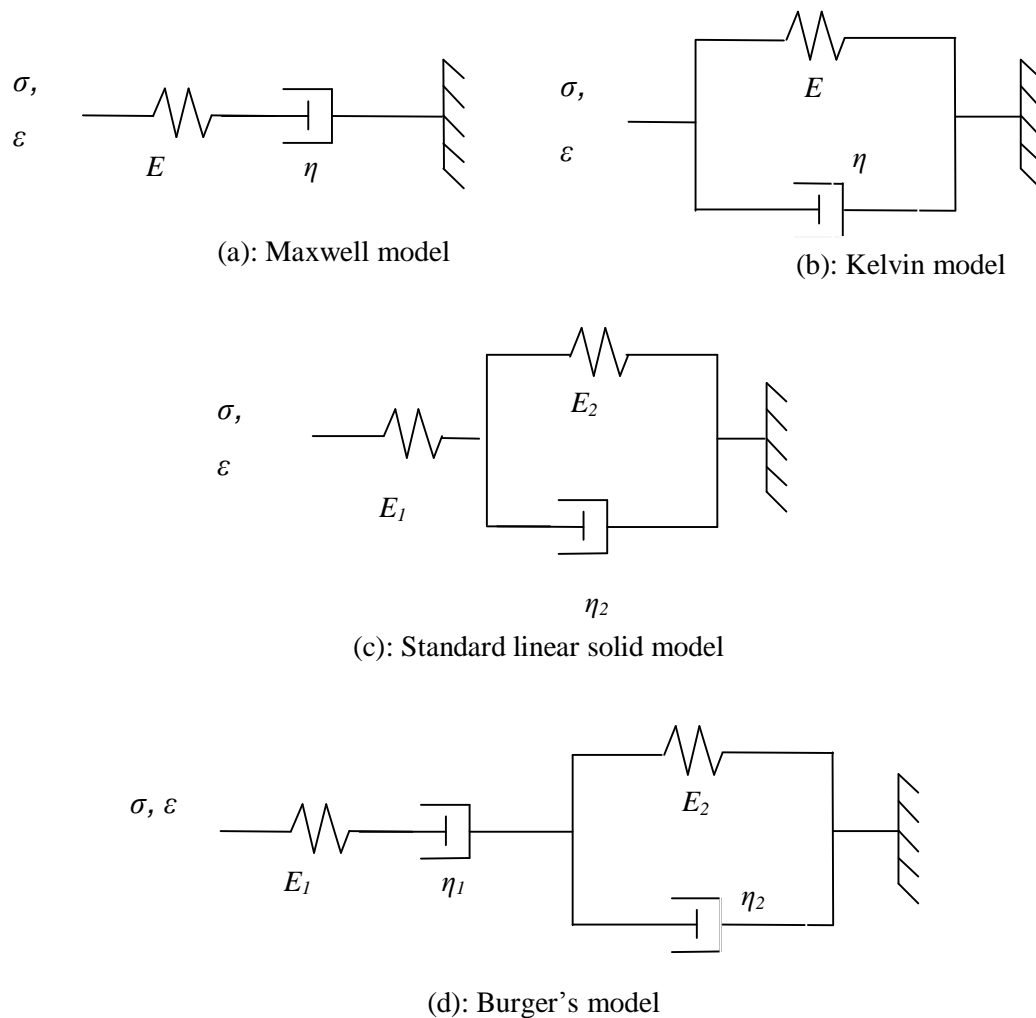 σ,
ε
E
η
(a): Maxwell model
σ,
ε
E
η
(b): Kelvin model
σ,
ε
E₁
E₂
η₂
(c): Standard linear solid model
σ, ε
E₁
η₁
E₂
η₂
(d): Burger’s model